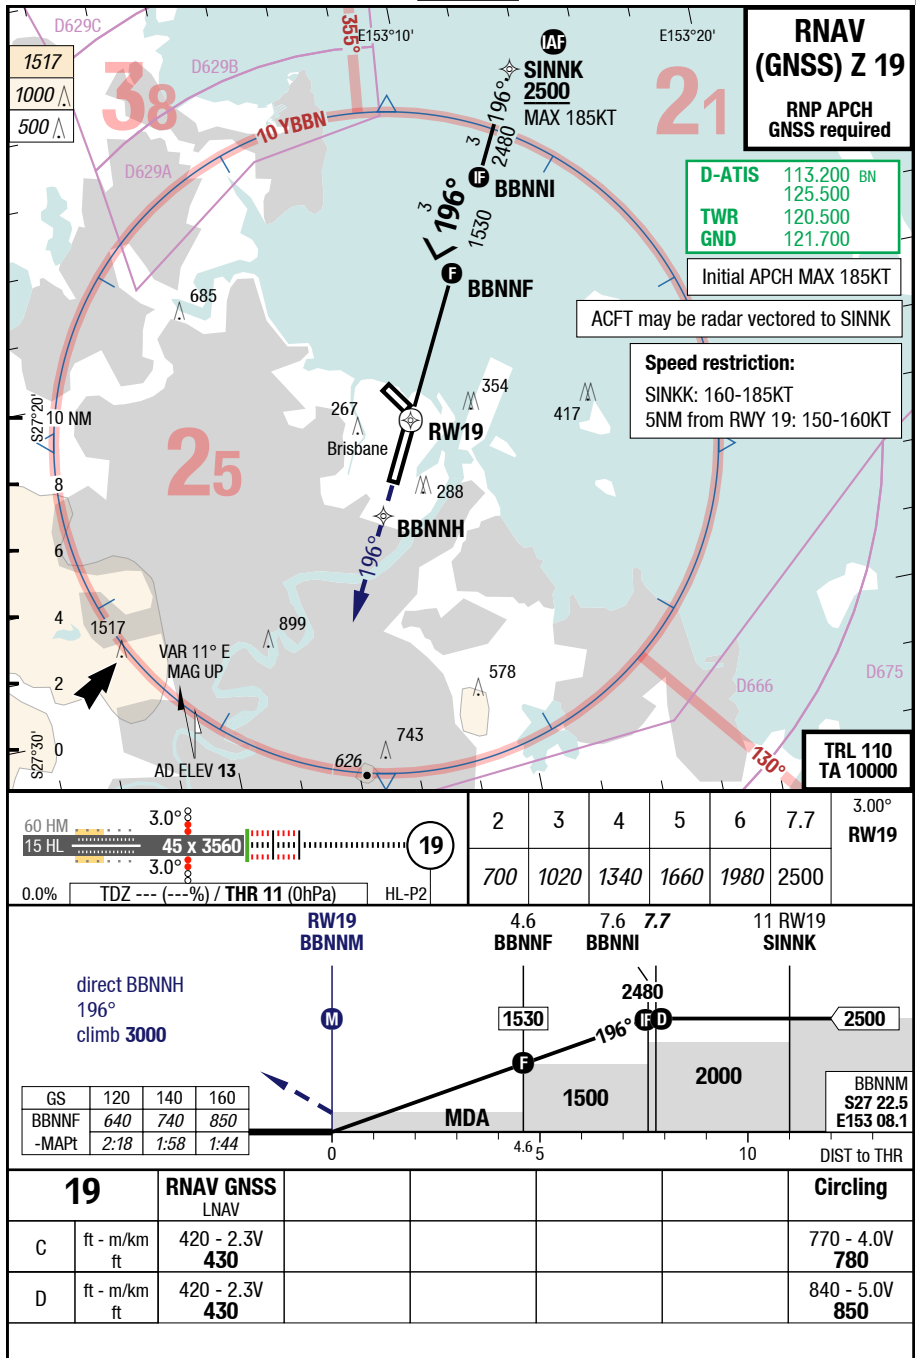 RNAV
(GNSS) Z 19
RNP APCH
GNSS required
D629C
355°
E153°10'
IAF
E153°20'
1517
1000
500
38
D629B
SINNK
2500
MAX 185KT
196°
21
10 YBBN
D629A
3
2480
IF
BBNNI
D-ATIS 113.200 BN
125.500
TWR 120.500
GND 121.700
3
196°
1530
Initial APCH MAX 185KT
F
BBNNF
685
ACFT may be radar vectored to SINNK
Speed restriction:
SINKK: 160-185KT
5NM from RWY 19: 150-160KT
354
417
267
S27°20'
10 NM
RW19
Brisbane
25
8
288
BBNNH
6
196°
4
1517
899
VAR 11° E
MAG UP
578
D666
D675
2
743
S27°30'
0
626
AD ELEV 13
130°
TRL 110
TA 10000
60 HM
15 HL
3.0°
45 x 3560
3.0°
19
0.0%
TDZ --- (---%) / THR 11 (0hPa)
HL-P2
2 3 4 5 6 7.7 3.00°
RW19
700 1020 1340 1660 1980 2500
RW19
BBNNM
4.6
BBNNF
7.6 7.7
BBNNI
11 RW19
SINNK
direct BBNNH
196°
climb 3000
M
1530
2480
196°
IF
D
2500
F
MDA
1500
2000
BBNNM
S27 22.5
E153 08.1
GS 120 140 160
BBNNF 640 740 850
-MAPt 2:18 1:58 1:44
0 4.6 5 10 DIST to THR
19 RNAV GNSS Circling
LNAV
C ft - m/km 420 - 2.3V 770 - 4.0V
ft 430 780
D ft - m/km 420 - 2.3V 840 - 5.0V
ft 430 850